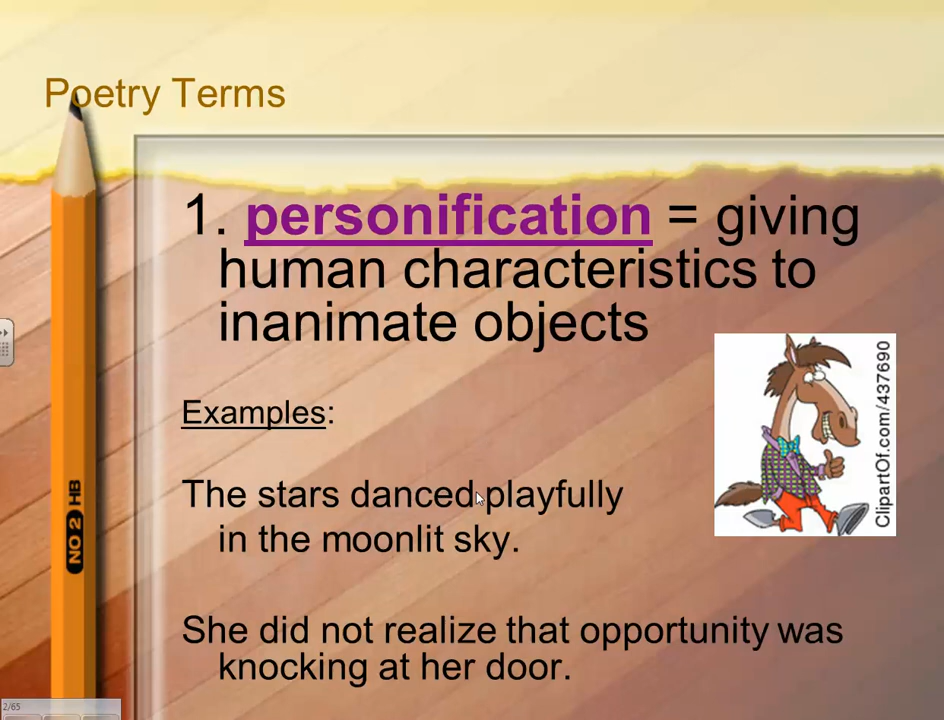 Poetry Terms
1. personification = giving
human characteristics to
inanimate objects
Examples:
The stars danced playfully
in the moonlit sky.
She did not realize that opportunity was
knocking at her door.
ClipartOf.com/437690
NO 2 HB
2/65